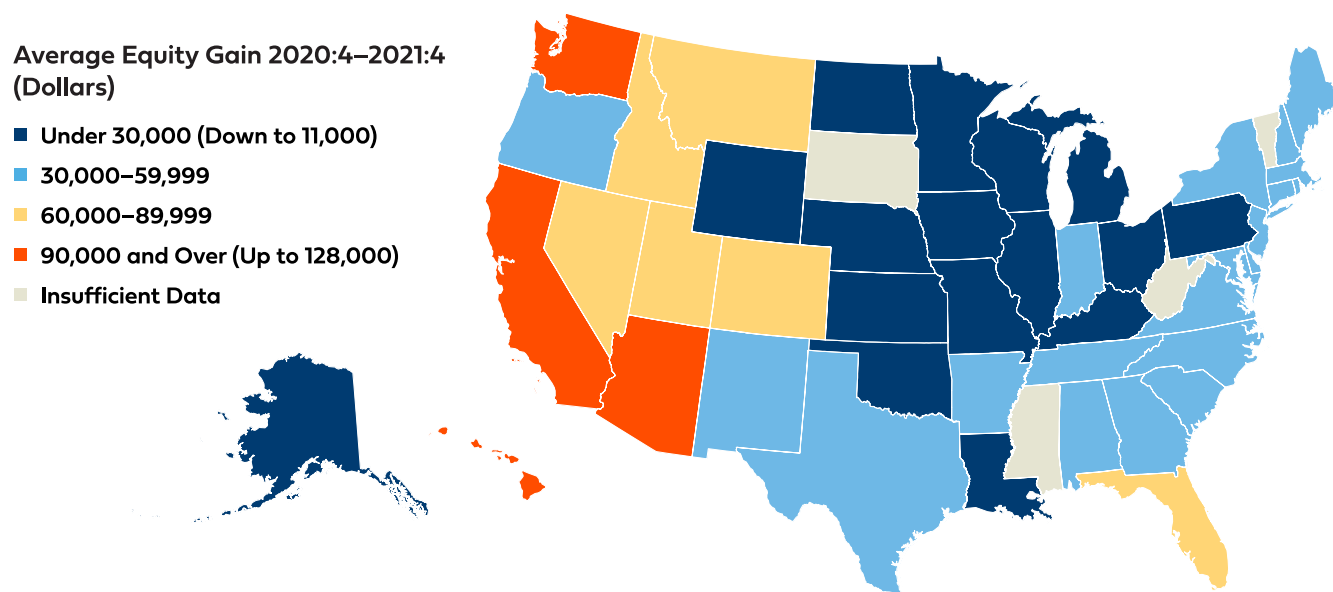 Average Equity Gain 2020:4–2021:4
(Dollars)
Under 30,000 (Down to 11,000)
30,000–59,999
60,000–89,999
90,000 and Over (Up to 128,000)
Insufficient Data